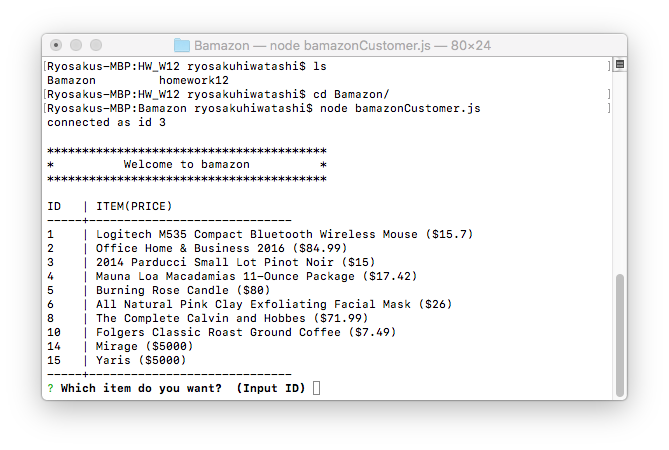 Bamazon — node bamazonCustomer.js — 80×24
[Ryosakus-MBP:HW_W12 ryosakuhiwatashi$ ls ]
Bamazon         homework12
[Ryosakus-MBP:HW_W12 ryosakuhiwatashi$ cd Bamazon/ ]
[Ryosakus-MBP:Bamazon ryosakuhiwatashi$ node bamazonCustomer.js ]
connected as id 3
****************************************
*          Welcome to bamazon          *
****************************************
ID   | ITEM(PRICE)
-----+-----------------------------
1    | Logitech M535 Compact Bluetooth Wireless Mouse ($15.7)
2    | Office Home & Business 2016 ($84.99)
3    | 2014 Parducci Small Lot Pinot Noir ($15)
4    | Mauna Loa Macadamias 11-Ounce Package ($17.42)
5    | Burning Rose Candle ($80)
6    | All Natural Pink Clay Exfoliating Facial Mask ($26)
8    | The Complete Calvin and Hobbes ($71.99)
10   | Folgers Classic Roast Ground Coffee ($7.49)
14   | Mirage ($5000)
15   | Yaris ($5000)
-----+-----------------------------
? Which item do you want?  (Input ID)